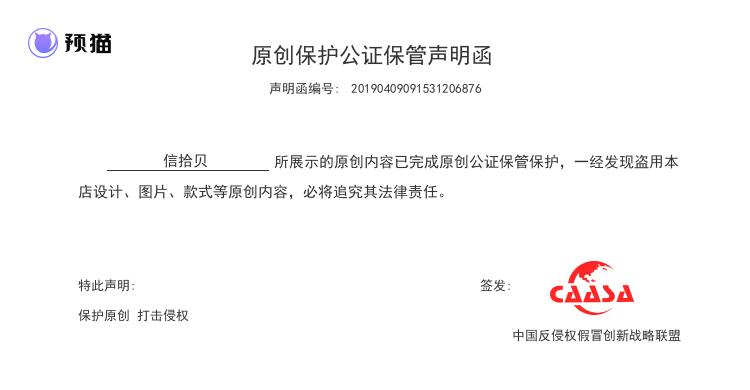 预猫
原创保护公证保管声明函
声明函编号: 20190409091531206876
信拾贝 所展示的原创内容已完成原创公证保管保护，一经发现盗用本
店设计、图片、款式等原创内容，必将追究其法律责任。
特此声明:
签发:
CAASA
保护原创 打击侵权
中国反侵权假冒创新战略联盟